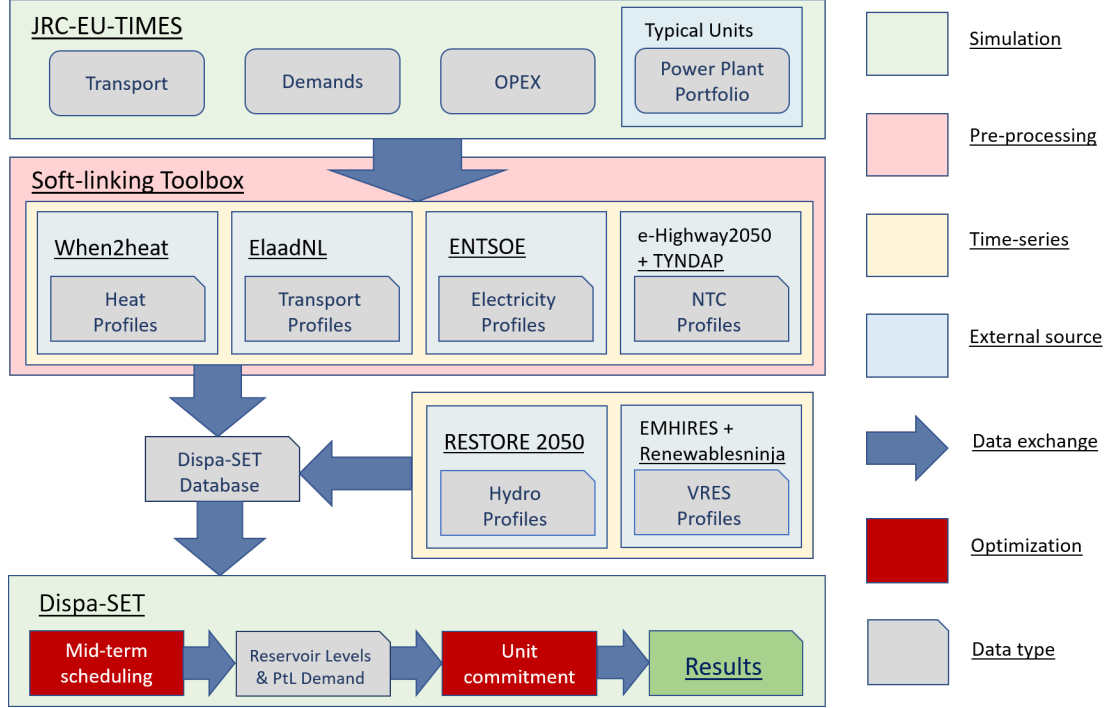 JRC-EU-TIMES
Transport
Demands
OPEX
Typical Units
Power Plant
Portfolio
Soft-linking Toolbox
When2heat
Heat
Profiles
ElaadNL
Transport
Profiles
ENTSOE
Electricity
Profiles
e-Highway2050
+ TYNDAP
NTC
Profiles
Dispa-SET
Database
RESTORE 2050
Hydro
Profiles
EMHIRES +
Renewablesninja
VRES
Profiles
Dispa-SET
Mid-term
scheduling
Reservoir Levels
& PtL Demand
Unit
commitment
Results
Simulation
Pre-processing
Time-series
External source
Data exchange
Optimization
Data type